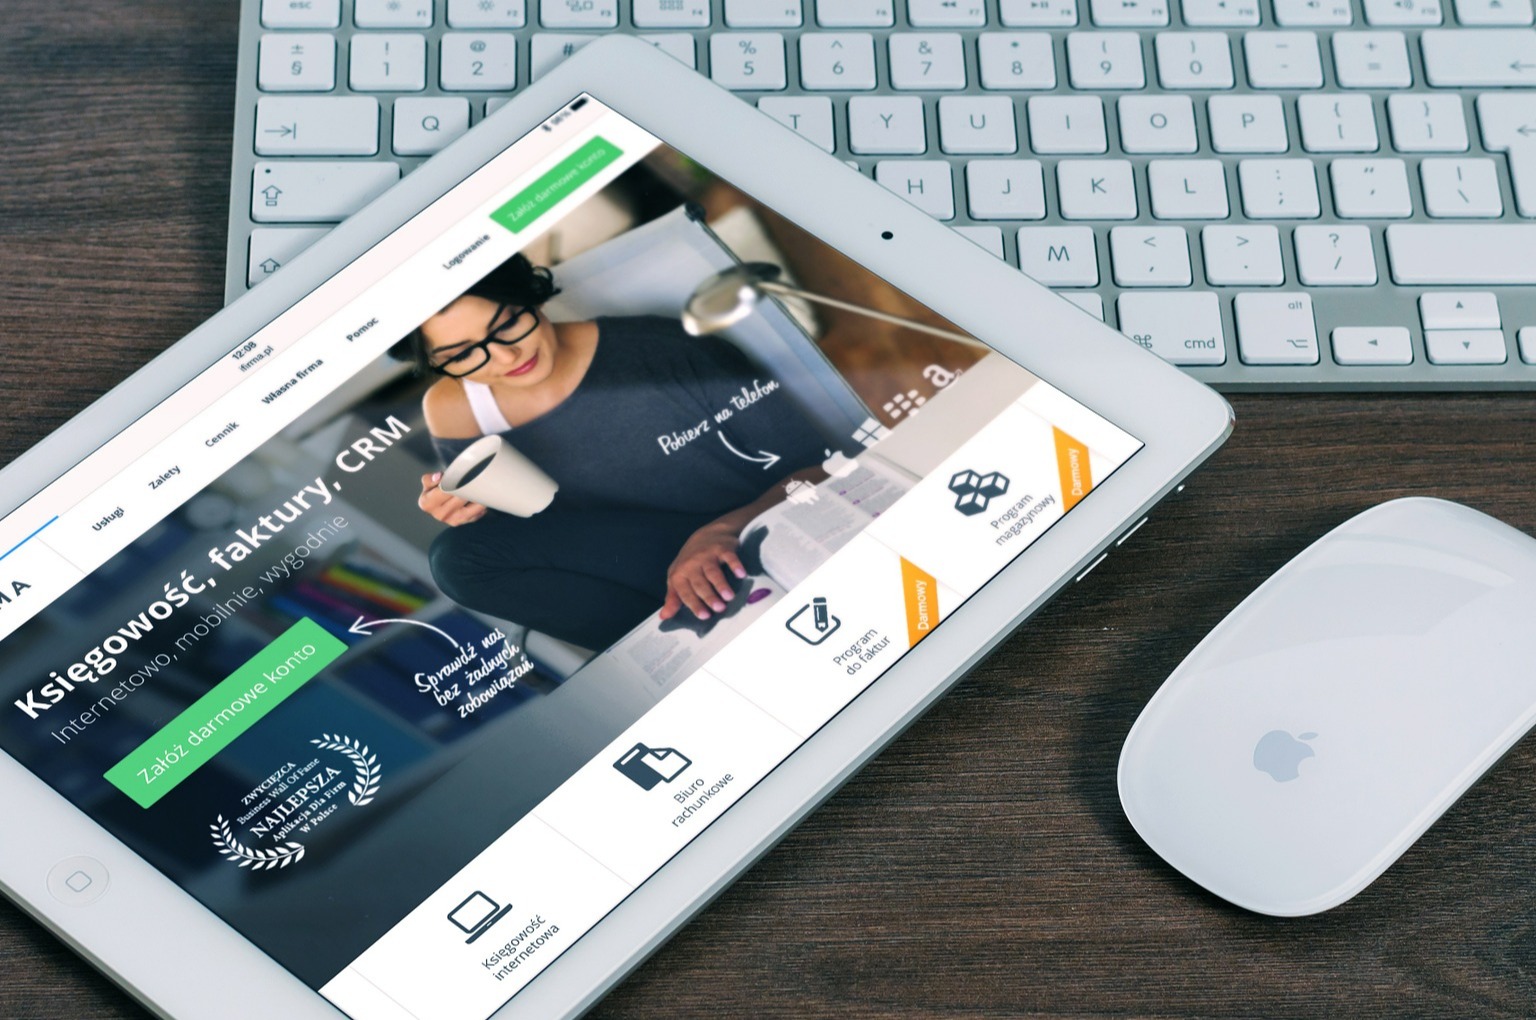 esc
F1
F2
F3
± ! @ # % ^ & * ( ) - +
§ 1 2 5 6 7 8 9 0 - =
Q T Y U I O P { }
[ ]
H J K L : " |
; ' \
M < > ?
, . /
cmd alt
12:08
ifirma.pl
MA
Usługi
Zalety
Cennik
Własna firma
Pomoc
Logowanie
Załóż darmowe konto
Księgowość, faktury, CRM
Internetowo, mobilnie, wygodnie
Załóż darmowe konto
Sprawdź nas
bez żadnych
zobowiązań
Pobierz na telefon
a
ZWYCIĘZCA
Business Wall Of Fame
NAJLEPSZA
Aplikacja Dla Firm
W Polsce
Księgowość
internetowa
Biuro
rachunkowe
Program
do faktur
Darmowy
Program
magazynowy
Darmowy